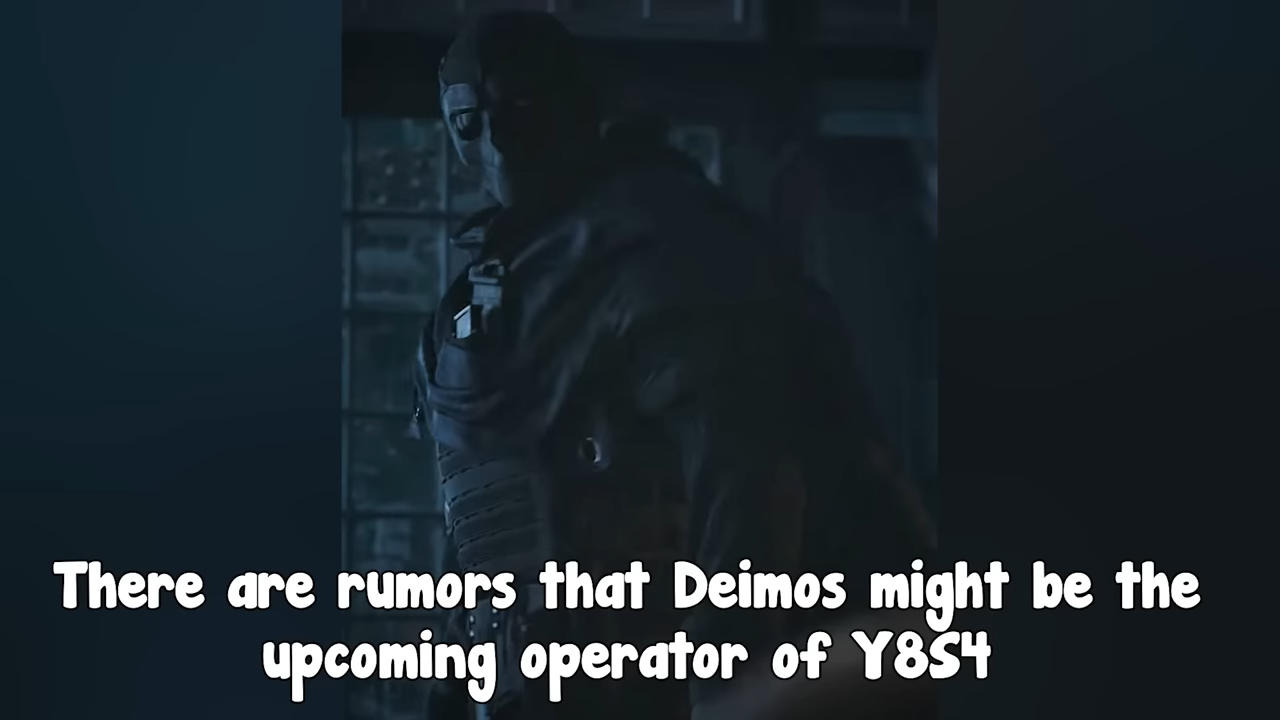 There are rumors that Deimos might be the
upcoming operator of Y8S4